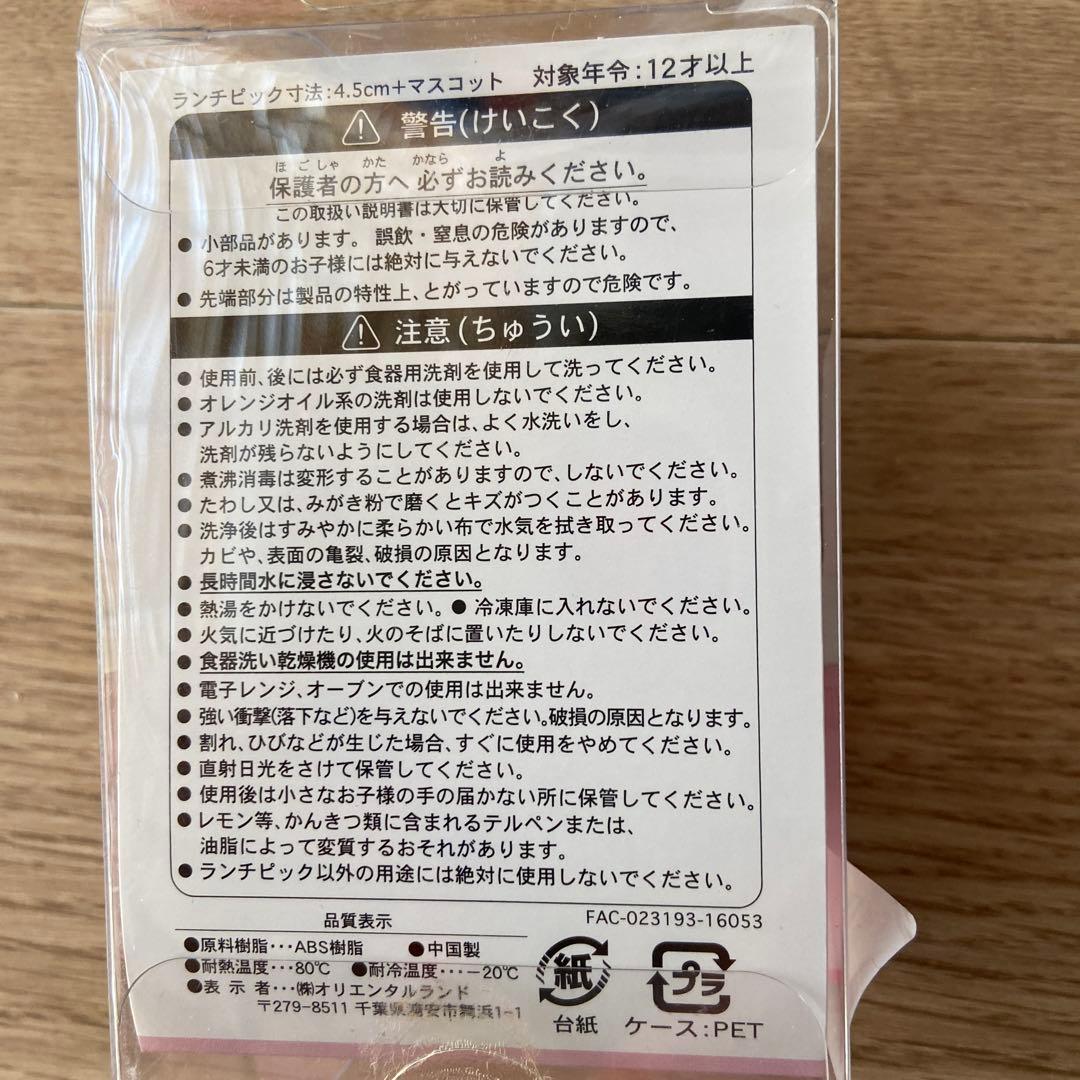 ランチピック寸法:4.5cm+マスコット 対象年令:12才以上
警告(けいこく)
ほごしゃ かた かなら よ
保護者の方へ 必ずお読みください。
この取扱い説明書は大切に保管してください。
● 小部品があります。 誤飲・窒息の危険がありますので、
6才未満のお子様には絶対に与えないでください。
● 先端部分は製品の特性上、とがっていますので危険です。
注意(ちゅうい)
● 使用前、後には必ず食器用洗剤を使用して洗ってください。
● オレンジオイル系の洗剤は使用しないでください。
● アルカリ洗剤を使用する場合は、よく水洗いをし、
洗剤が残らないようにしてください。
● 煮沸消毒は変形することがありますので、しないでください。
● たわし又は、みがき粉で磨くとキズがつくことがあります。
● 洗浄後はすみやかに柔らかい布で水気を拭き取ってください。
カビや、表面の亀裂、破損の原因となります。
● 長時間水に浸さないでください。
● 熱湯をかけないでください。 ● 冷凍庫に入れないでください。
● 火気に近づけたり、火のそばに置いたりしないでください。
● 食器洗い乾燥機の使用は出来ません。
● 電子レンジ、オーブンでの使用は出来ません。
● 強い衝撃(落下など)を与えないでください。破損の原因となります。
● 割れ、ひびなどが生じた場合、すぐに使用をやめてください。
● 直射日光をさけて保管してください。
● 使用後は小さなお子様の手の届かない所に保管してください。
● レモン等、かんきつ類に含まれるテルペンまたは、
油脂によって変質するおそれがあります。
● ランチピック以外の用途には絶対に使用しないでください。
品質表示 FAC-023193-16053
●原料樹脂…ABS樹脂 ●中国製
●耐熱温度…80℃ ●耐冷温度…-20℃
●表示者…㈱オリエンタルランド
〒279-8511 千葉県浦安市舞浜1-1
紙
台紙
プラ
ケース:PET